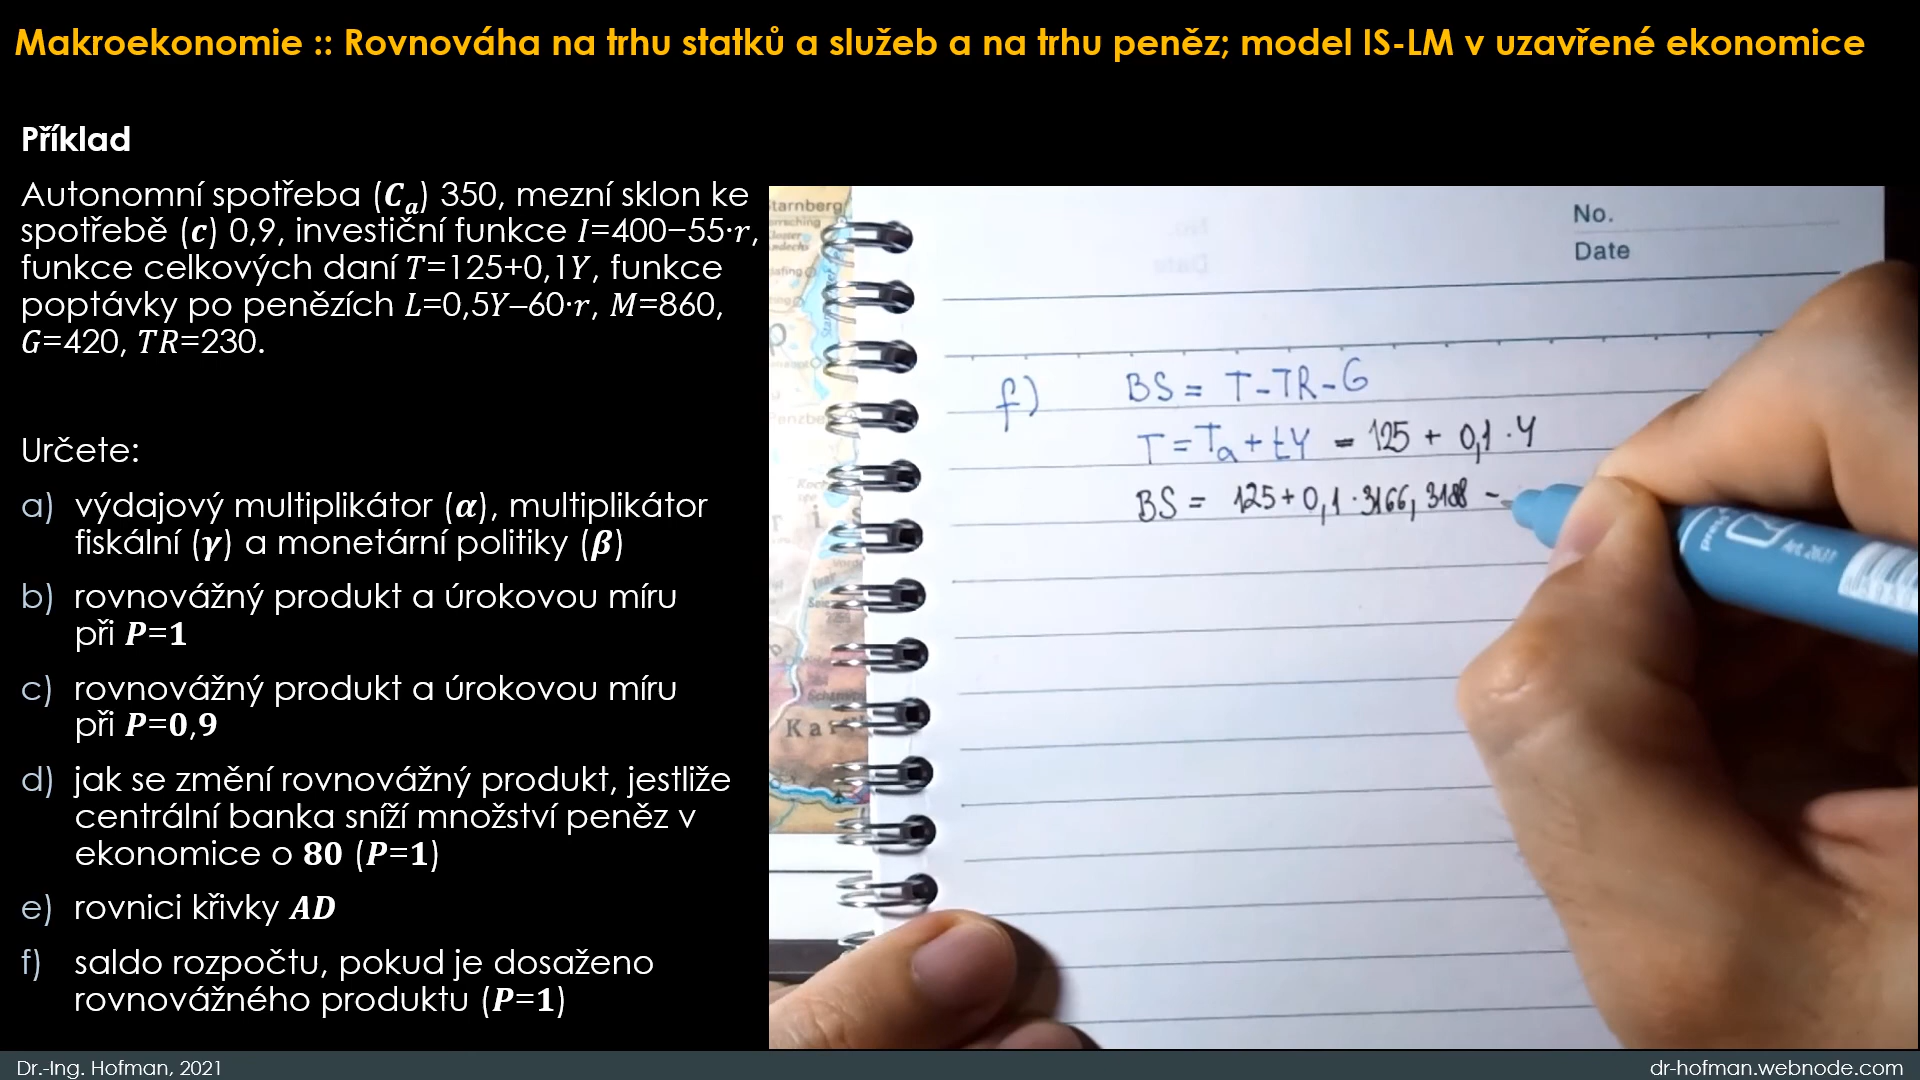 Makroekonomie :: Rovnováha na trhu statků a služeb a na trhu peněz; model IS-LM v uzavřené ekonomice
Příklad
Autonomní spotřeba (Cₐ) 350, mezní sklon ke
spotřebě (c) 0,9, investiční funkce I=400−55·r,
funkce celkových daní T=125+0,1Y, funkce
poptávky po penězích L=0,5Y–60·r, M=860,
G=420, TR=230.
Určete:
a) výdajový multiplikátor (α), multiplikátor
fiskální (γ) a monetární politiky (β)
b) rovnovážný produkt a úrokovou míru
při P=1
c) rovnovážný produkt a úrokovou míru
při P=0,9
d) jak se změní rovnovážný produkt, jestliže
centrální banka sníží množství peněz v
ekonomice o 80 (P=1)
e) rovnici křivky AD
f) saldo rozpočtu, pokud je dosaženo
rovnovážného produktu (P=1)
Starnberg
No.
Date
f) BS = T-TR-G
T = Tₐ + tY = 125 + 0,1 · Y
BS = 125 + 0,1 · 3166,3188 -
Kar
Dr.-Ing. Hofman, 2021
dr-hofman.webnode.com